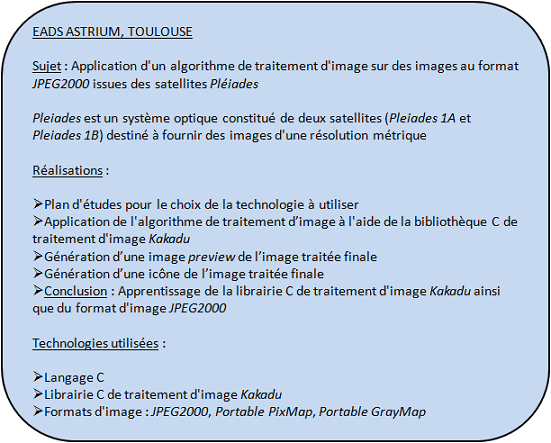 EADS ASTRIUM, TOULOUSE
Sujet : Application d'un algorithme de traitement d'image sur des images au format
JPEG2000 issues des satellites Pléiades
Pleiades est un système optique constitué de deux satellites (Pleiades 1A et
Pleiades 1B) destiné à fournir des images d'une résolution métrique
Réalisations :
➢Plan d'études pour le choix de la technologie à utiliser
➢Application de l'algorithme de traitement d'image à l'aide de la bibliothèque C de
traitement d'image Kakadu
➢Génération d'une image preview de l'image traitée finale
➢Génération d'une icône de l'image traitée finale
➢Conclusion : Apprentissage de la librairie C de traitement d'image Kakadu ainsi
que du format d'image JPEG2000
Technologies utilisées :
➢Langage C
➢Librairie C de traitement d'image Kakadu
➢Formats d'image : JPEG2000, Portable PixMap, Portable GrayMap